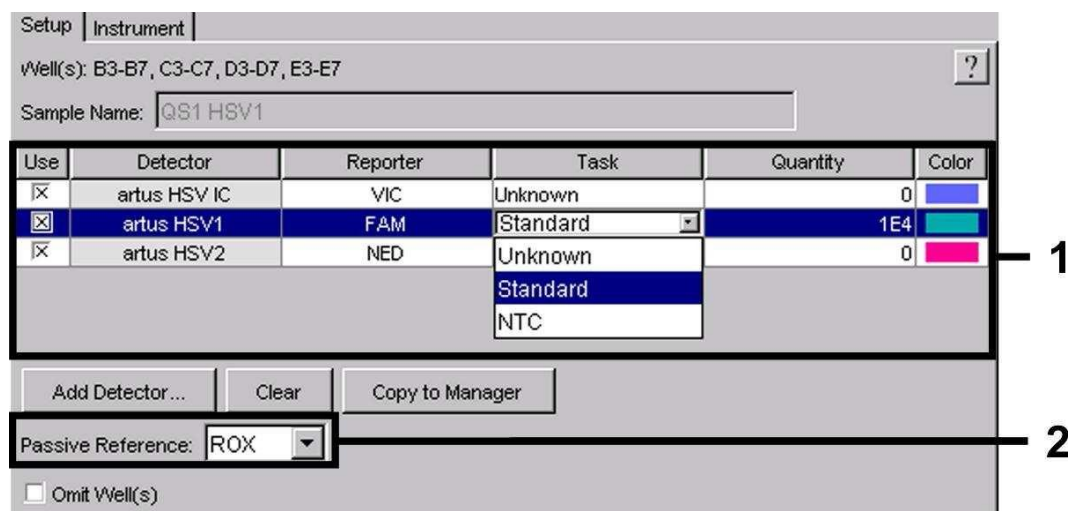 Setup Instrument
Well(s): B3-B7, C3-C7, D3-D7, E3-E7 ?
Sample Name: QS1 HSV1
Use Detector Reporter Task Quantity Color
artus HSV IC VIC Unknown 0
artus HSV1 FAM Standard 1E4
artus HSV2 NED 0
Unknown
Standard
NTC
1
Add Detector... Clear Copy to Manager
Passive Reference: ROX
2
Omit Well(s)